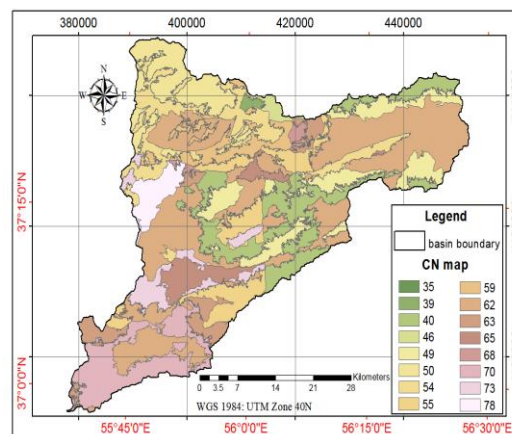 380000 400000 420000 440000
N
W E
S
37°15'0"N
37°0'0"N
Legend
basin boundary
CN map
35 59
39 62
40 63
46 65
49 68
50 70
54 73
55 78
Kilometers
0 3.5 7 14 21 28
WGS 1984: UTM Zone 40N
55°45'0"E 56°0'0"E 56°15'0"E 56°30'0"E